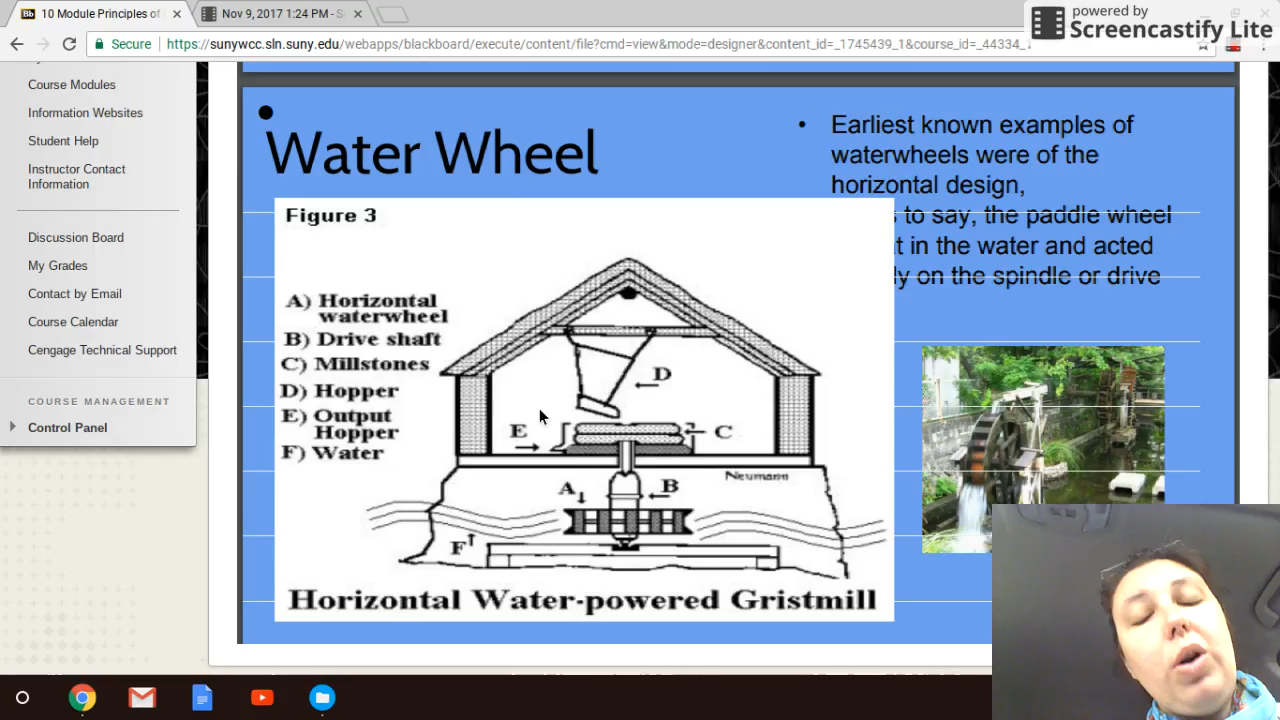 10 Module Principles of
Nov 9, 2017 1:24 PM - S
powered by
Screencastify Lite
Secure
https://sunywcc.sln.suny.edu/webapps/blackboard/execute/content/file?cmd=view&mode=designer&content_id=_1745439_1&course_id=_44334_1
Course Modules
Information Websites
Student Help
Instructor Contact
Information
Discussion Board
My Grades
Contact by Email
Course Calendar
Cengage Technical Support
COURSE MANAGEMENT
Control Panel
Water Wheel
• Earliest known examples of
waterwheels were of the
horizontal design,
to say, the paddle wheel
in the water and acted
on the spindle or drive
Figure 3
A) Horizontal
waterwheel
B) Drive shaft
C) Millstones
D) Hopper
E) Output
Hopper
F) Water
D
E
C
A
B
Neumann
F
Horizontal Water-powered Gristmill